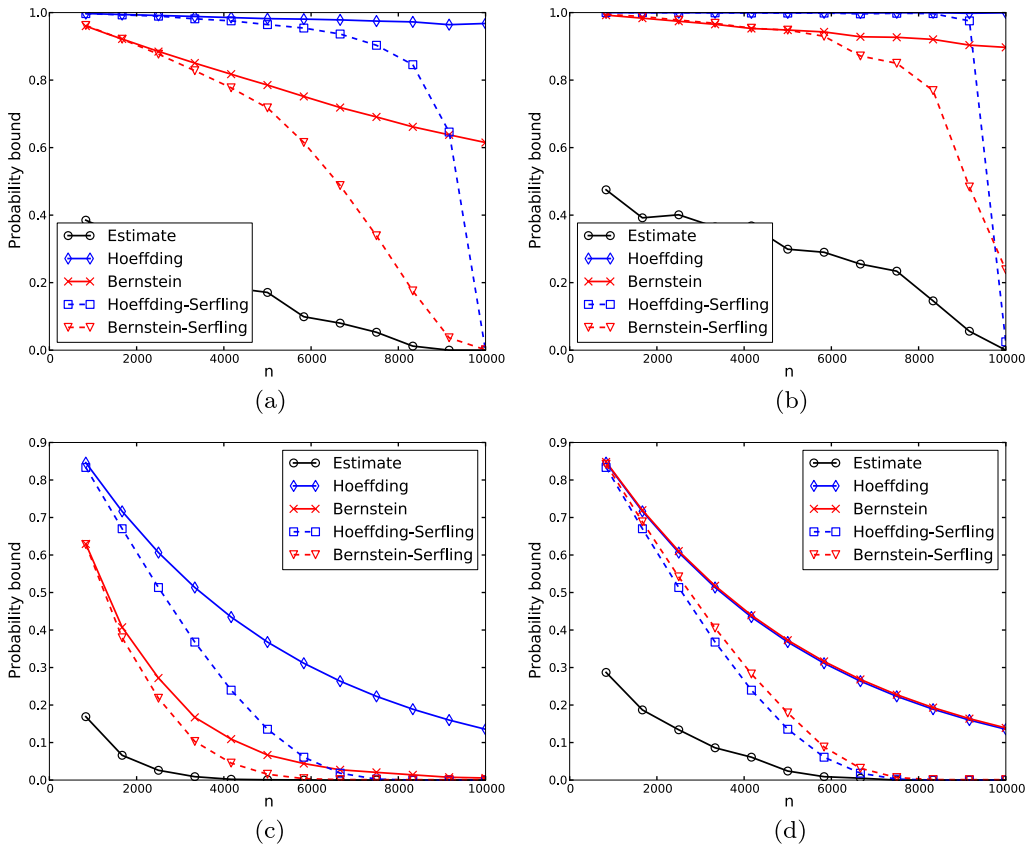 1.0
0.8
0.6
0.4
0.2
0.0
Probability bound
Estimate
Hoeffding
Bernstein
Hoeffding-Serfling
Bernstein-Serfling
2000 4000 6000 8000 10000
n
(a)
1.0
0.8
0.6
0.4
0.2
0.0
Probability bound
Estimate
Hoeffding
Bernstein
Hoeffding-Serfling
Bernstein-Serfling
2000 4000 6000 8000 10000
n
(b)
0.9
0.8
0.7
0.6
0.5
0.4
0.3
0.2
0.1
0.0
Probability bound
Estimate
Hoeffding
Bernstein
Hoeffding-Serfling
Bernstein-Serfling
0 2000 4000 6000 8000 10000
n
(c)
0.9
0.8
0.7
0.6
0.5
0.4
0.3
0.2
0.1
0.0
Probability bound
Estimate
Hoeffding
Bernstein
Hoeffding-Serfling
Bernstein-Serfling
0 2000 4000 6000 8000 10000
n
(d)